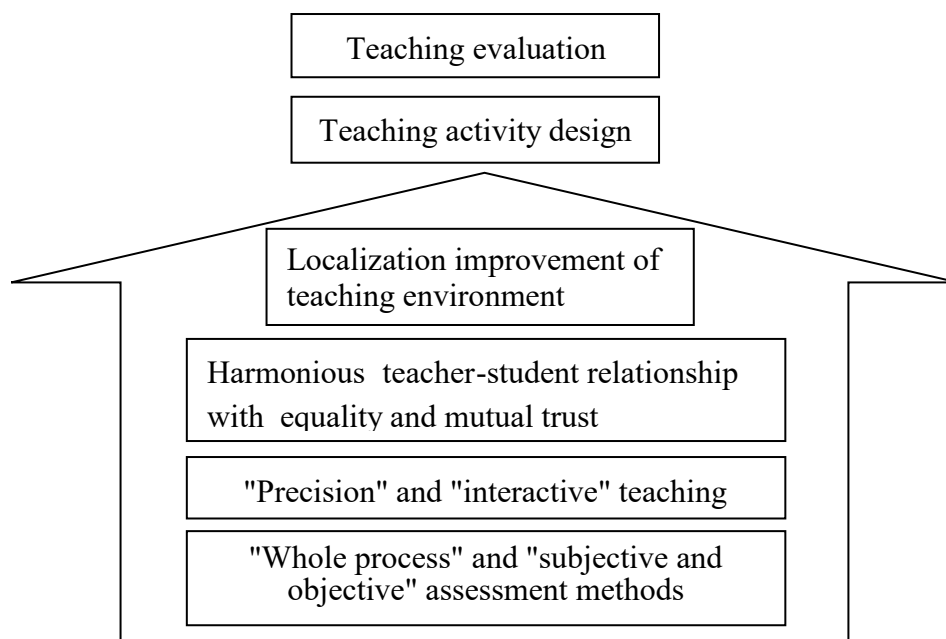 Teaching evaluation
Teaching activity design
Localization improvement of
teaching environment
Harmonious teacher-student relationship
with equality and mutual trust
"Precision" and "interactive" teaching
"Whole process" and "subjective and
objective" assessment methods